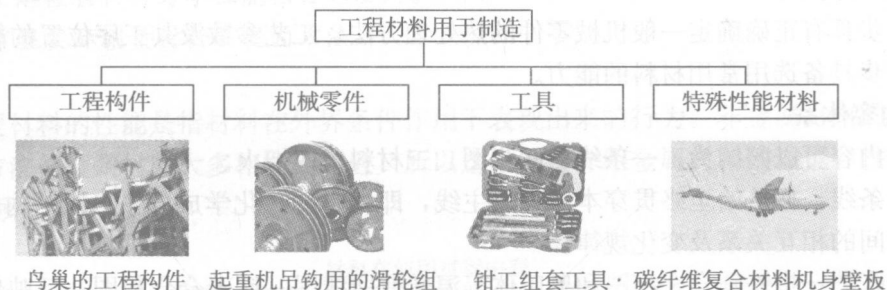 工程材料用于制造
工程构件 机械零件 工具 特殊性能材料
鸟巢的工程构件 起重机吊钩用的滑轮组 钳工组套工具 碳纤维复合材料机身壁板